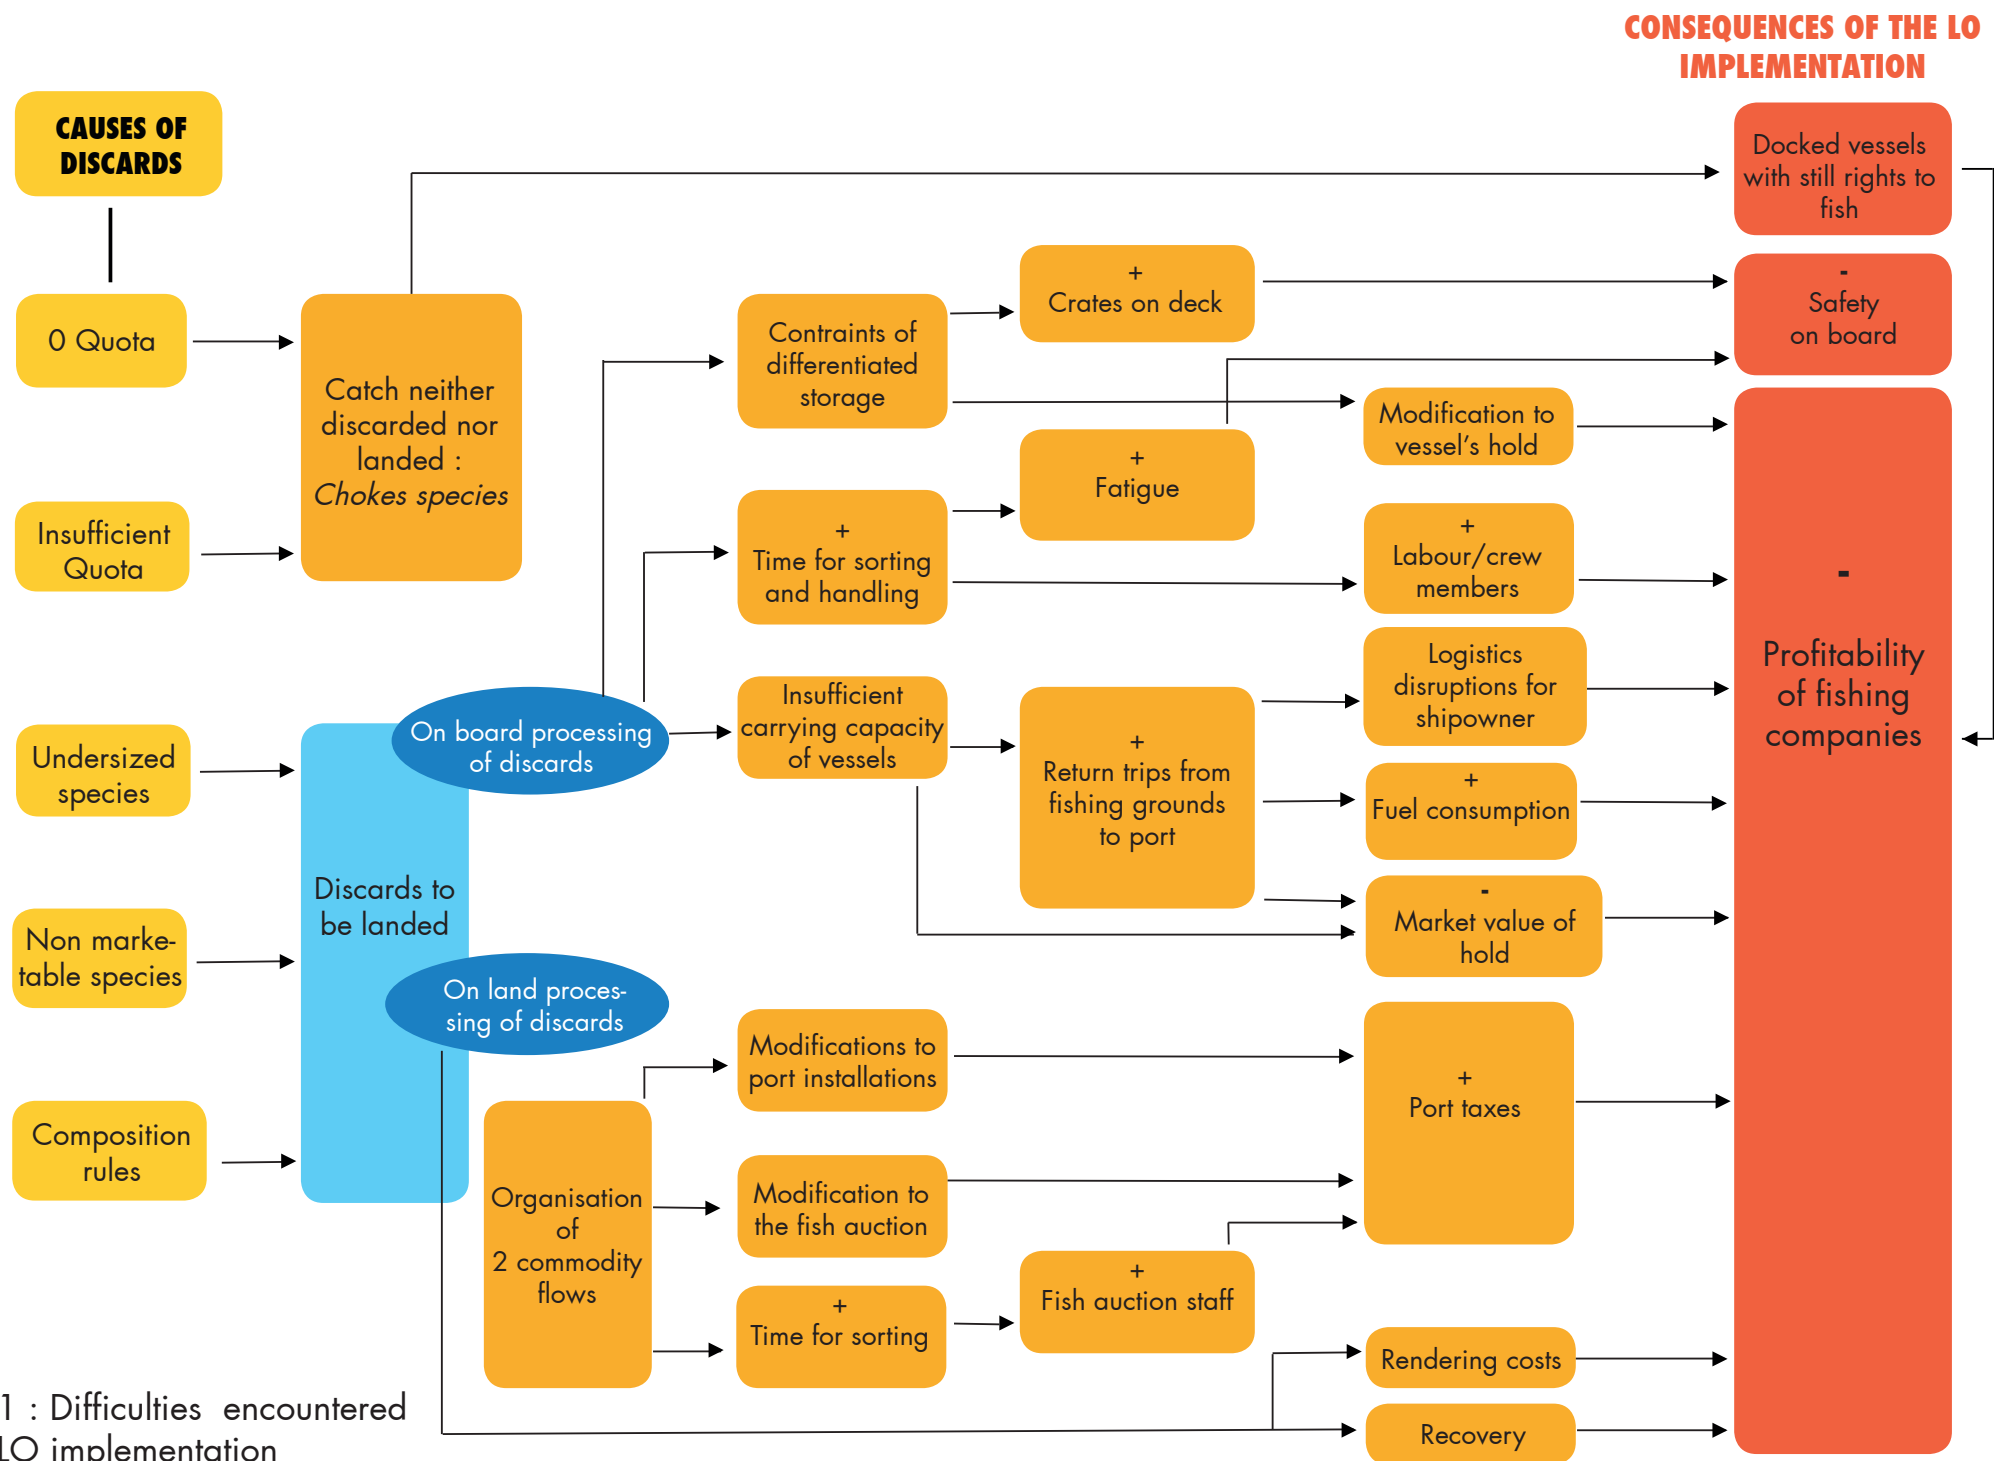 CONSEQUENCES OF THE LO
IMPLEMENTATION
CAUSES OF
DISCARDS
0 Quota
Insufficient
Quota
Undersized
species
Non marke-
table species
Composition
rules
Catch neither
discarded nor
landed :
Chokes species
Discards to
be landed
On board processing
of discards
On land proces-
sing of discards
Organisation
of
2 commodity
flows
Contraints of
differentiated
storage
+
Time for sorting
and handling
Insufficient
carrying capacity
of vessels
Modifications to
port installations
Modification to
the fish auction
+
Time for sorting
+
Crates on deck
+
Fatigue
+
Return trips from
fishing grounds
to port
+
Fish auction staff
Modification to
vessel's hold
+
Labour/crew
members
Logistics
disruptions for
shipowner
+
Fuel consumption
-
Market value of
hold
+
Port taxes
Rendering costs
Recovery
Docked vessels
with still rights to
fish
-
Safety
on board
-
Profitability
of fishing
companies
1 : Difficulties encountered
LO implementation